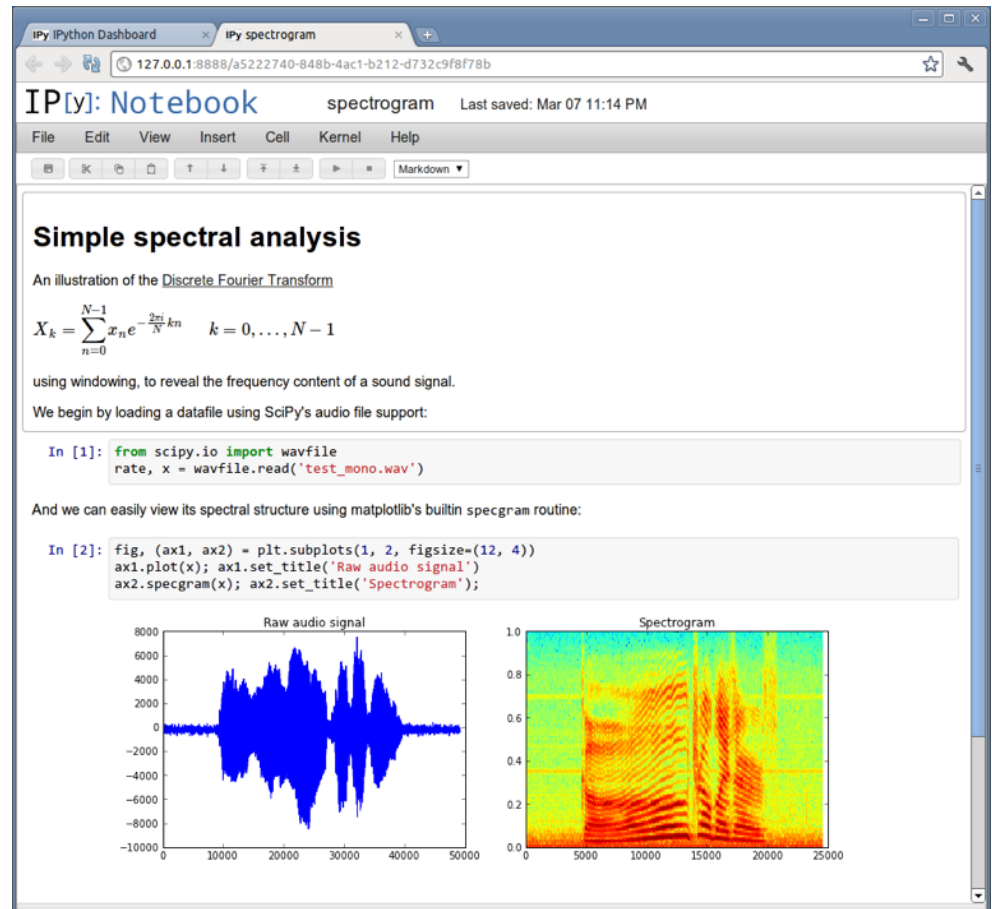 IPy IPython Dashboard
IPy spectrogram
127.0.0.1:8888/a5222740-848b-4ac1-b212-d732c9f8f78b
IP[y]: Notebook spectrogram Last saved: Mar 07 11:14 PM
File Edit View Insert Cell Kernel Help
Markdown
Simple spectral analysis
An illustration of the Discrete Fourier Transform
X_k = \sum_{n=0}^{N-1} x_n e^{-\frac{2\pi i}{N} kn} k = 0, . . . , N − 1
using windowing, to reveal the frequency content of a sound signal.
We begin by loading a datafile using SciPy's audio file support:
In [1]: from scipy.io import wavfile
rate, x = wavfile.read('test_mono.wav')
And we can easily view its spectral structure using matplotlib's builtin specgram routine:
In [2]: fig, (ax1, ax2) = plt.subplots(1, 2, figsize=(12, 4))
ax1.plot(x); ax1.set_title('Raw audio signal')
ax2.specgram(x); ax2.set_title('Spectrogram');
Raw audio signal
8000
6000
4000
2000
0
−2000
−4000
−6000
−8000
−10000
0 10000 20000 30000 40000 50000
Spectrogram
1.0
0.8
0.6
0.4
0.2
0.0
0 5000 10000 15000 20000 25000